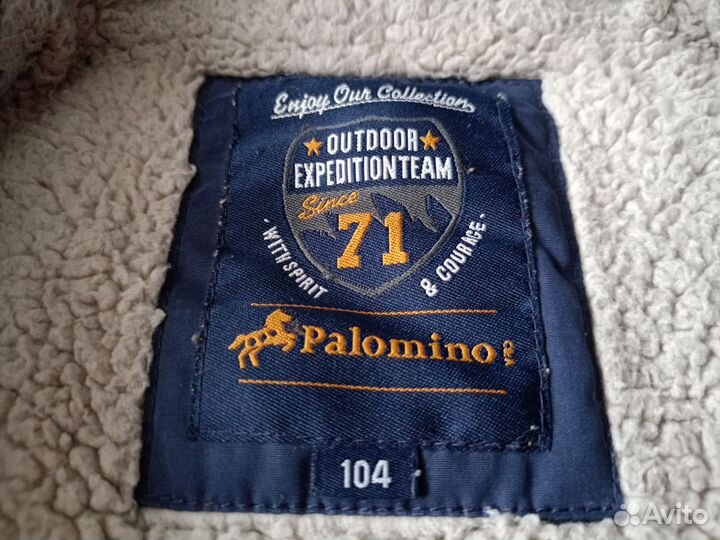 Enjoy Our Collection
OUTDOOR
EXPEDITION TEAM
Since
71
- WITH SPIRIT
& COURAGE -
Palomino
104
Avito